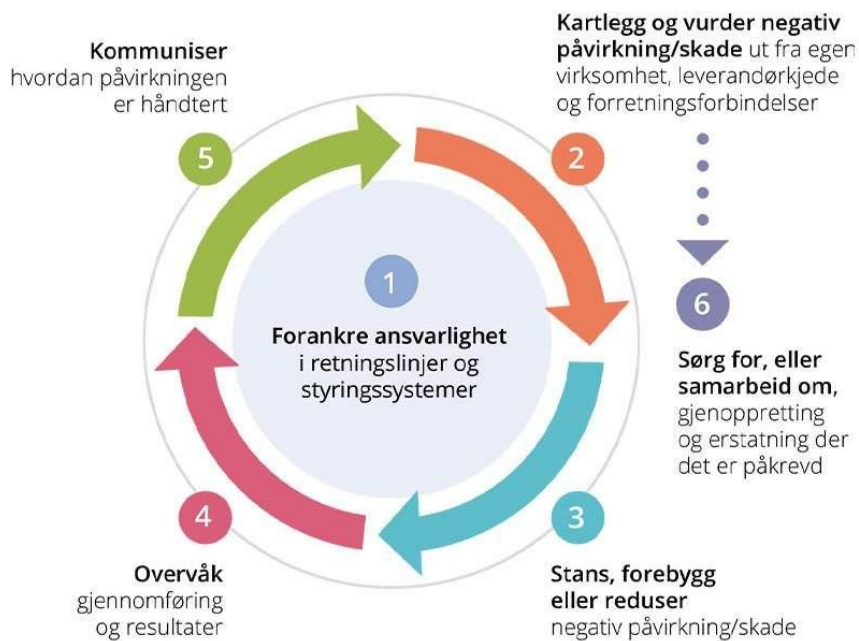 1
Forankre ansvarlighet
i retningslinjer og
styringssystemer
2
Kartlegg og vurder negativ
påvirkning/skade ut fra egen
virksomhet, leverandørkjede
og forretningsforbindelser
3
Stans, forebygg
eller reduser
negativ påvirkning/skade
4
Overvåk
gjennomføring
og resultater
5
Kommuniser
hvordan påvirkningen
er håndtert
6
Sørg for, eller
samarbeid om,
gjenoppretting
og erstatning der
det er påkrevd